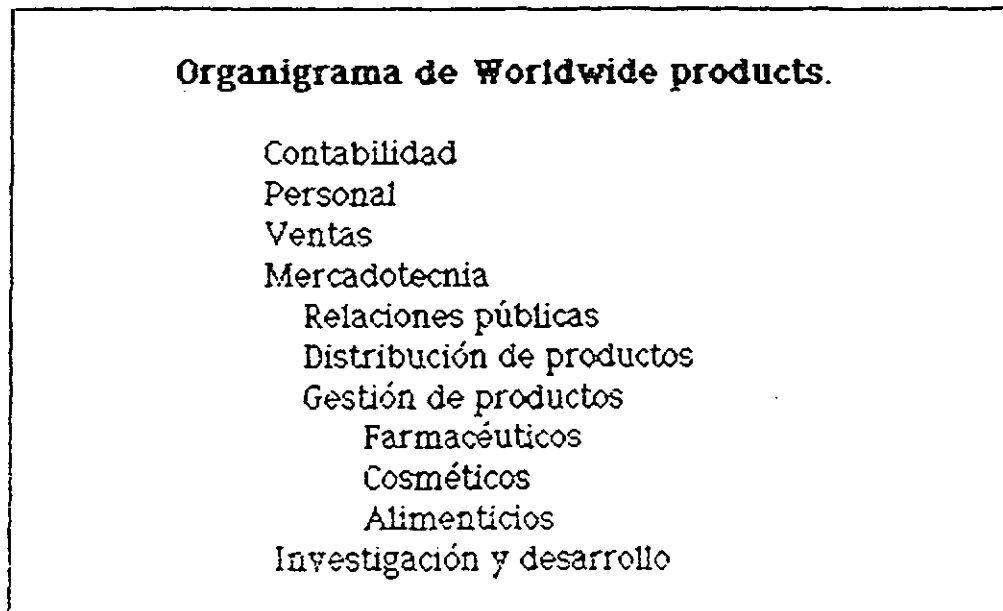 Organigrama de Worldwide products.
Contabilidad
Personal
Ventas
Mercadotecnia
Relaciones públicas
Distribución de productos
Gestión de productos
Farmacéuticos
Cosméticos
Alimenticios
Investigación y desarrollo